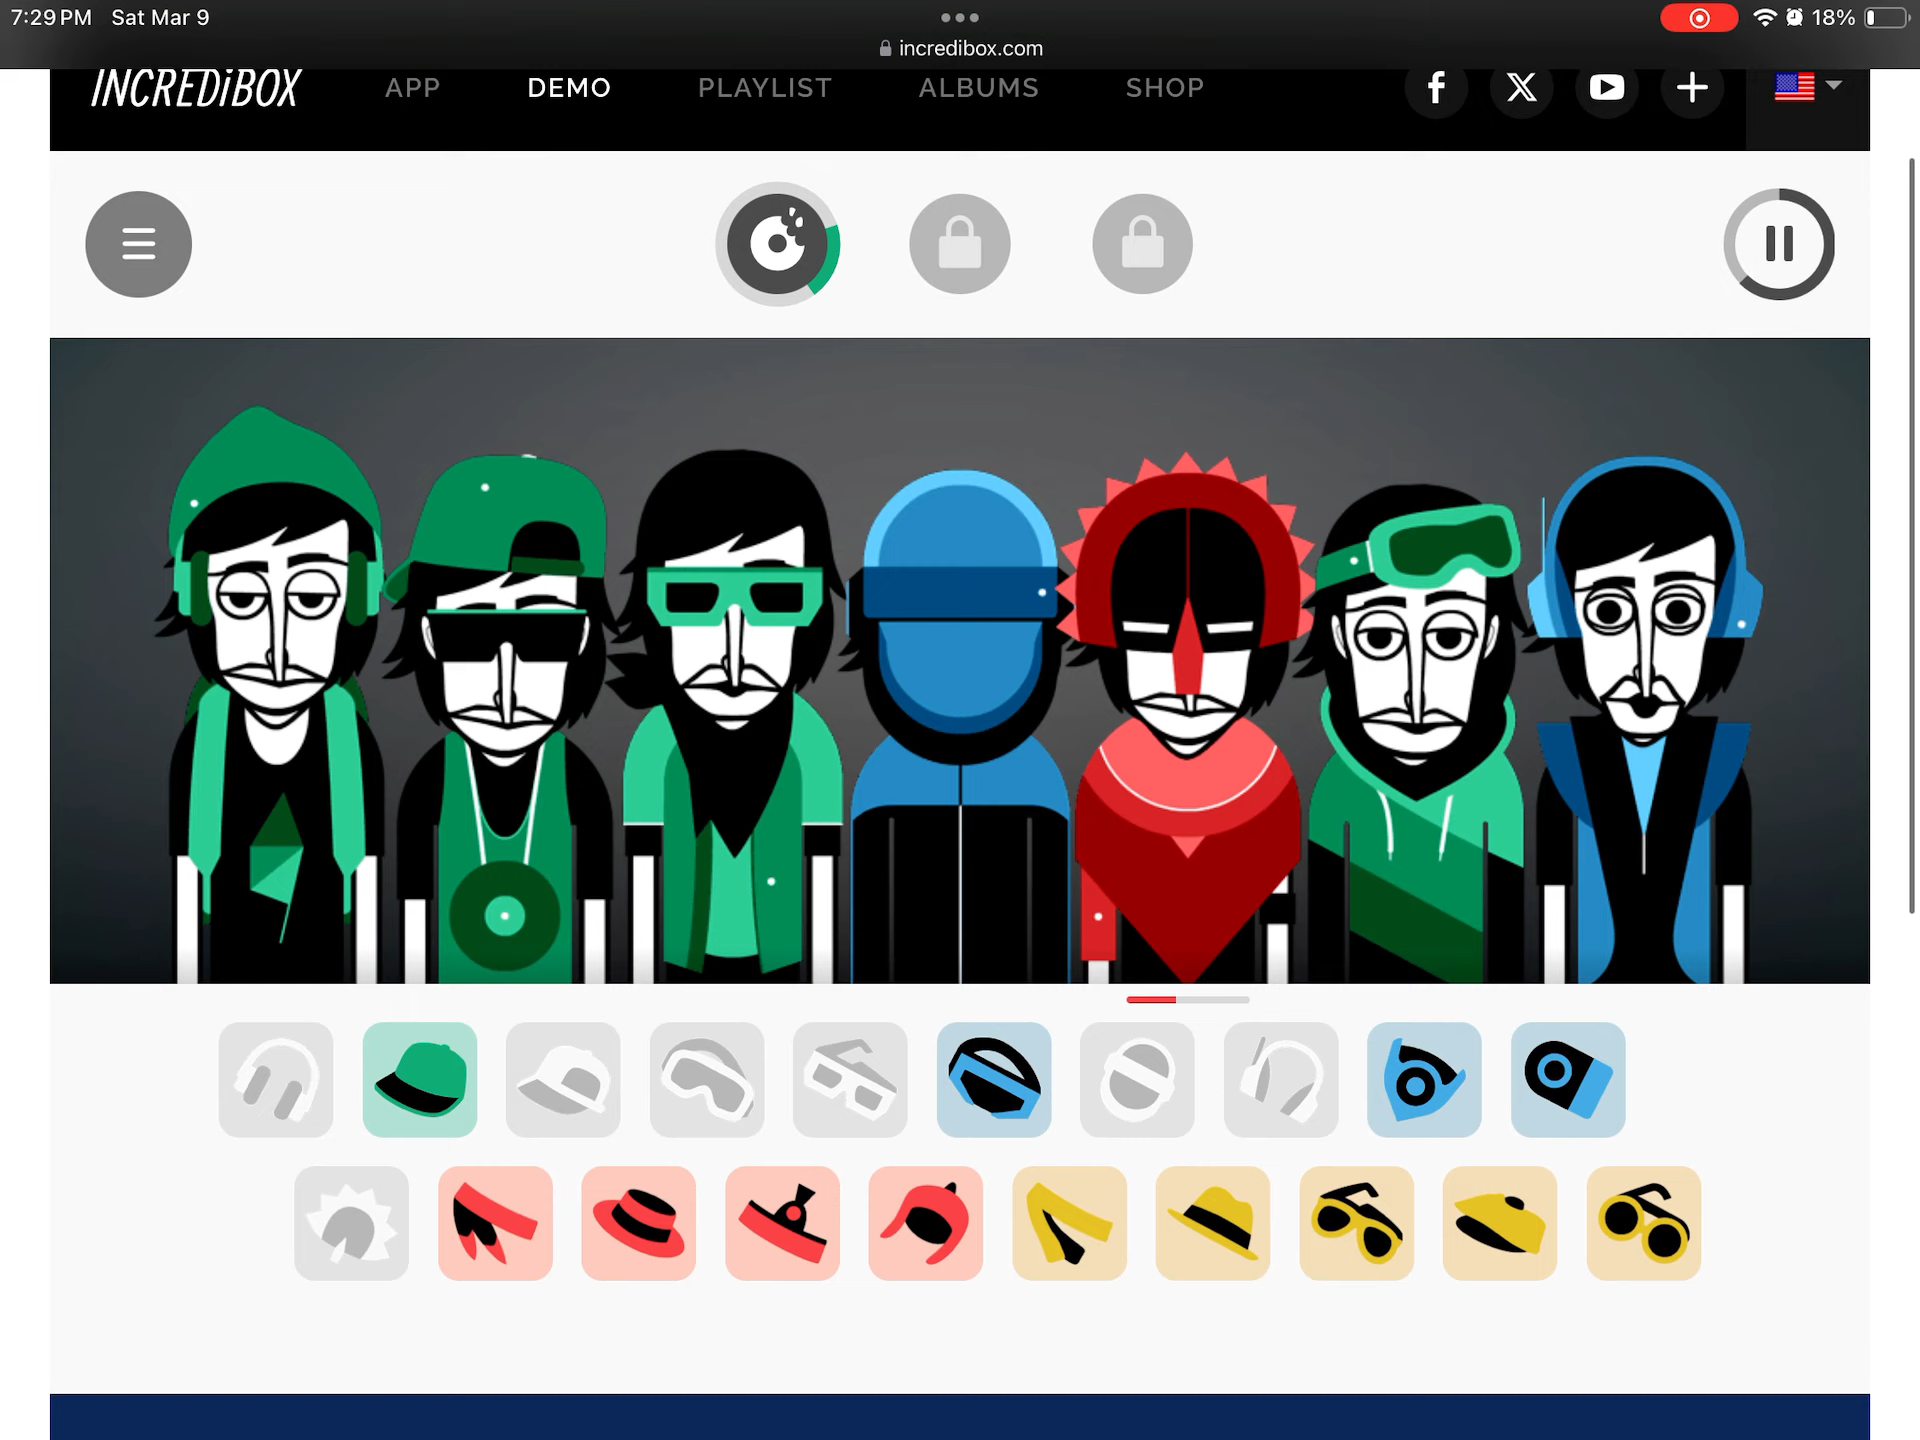 7:29 PM Sat Mar 9
18%
incredibox.com
INCREDiBOX
APP
DEMO
PLAYLIST
ALBUMS
SHOP